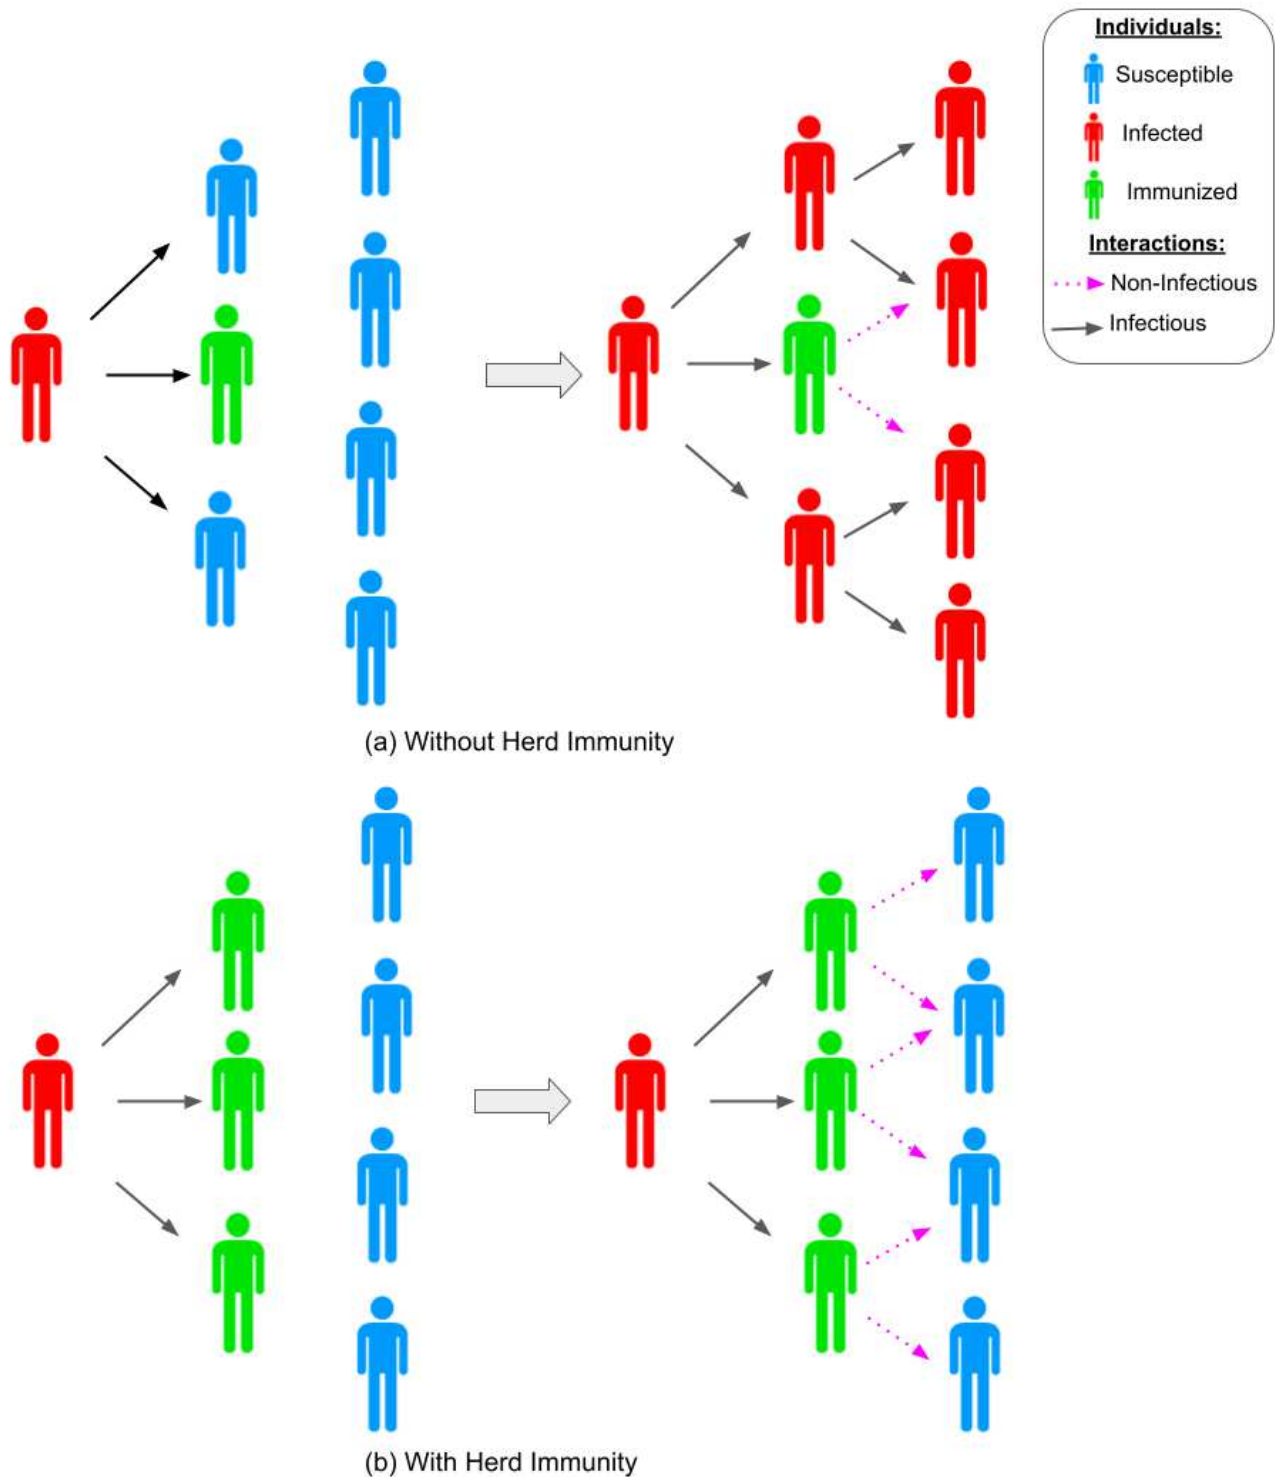 Individuals:
Susceptible
Infected
Immunized
Interactions:
Non-Infectious
Infectious
(a) Without Herd Immunity
(b) With Herd Immunity